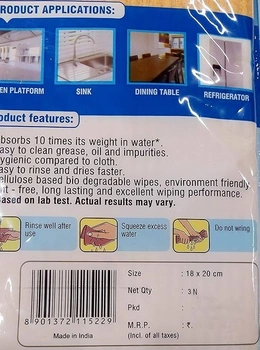 PRODUCT APPLICATIONS:
EN PLATFORM
SINK
DINING TABLE
REFRIGERATOR
oduct features:
bsorbs 10 times its weight in water*.
asy to clean grease, oil and impurities.
ygienic compared to cloth.
asy to rinse and dries faster.
ellulose based bio degradable wipes, environment friendly
nt - free, long lasting and excellent wiping performance.
ased on lab test. Actual results may vary.
Rinse well after
use
Squeeze excess
water
Do not wring
Size : 18 x 20 cm
Net Qty : 3 N
Pkd :
M.R.P. : ₹.
(Incl. of all taxes)
8 901372 115229
Made in India